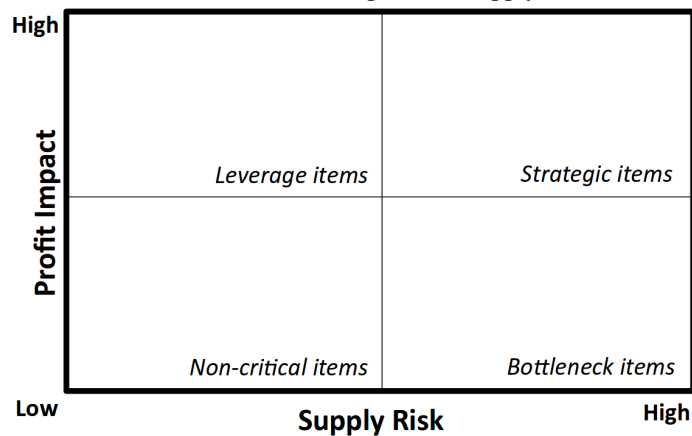 High
Leverage items
Strategic items
Profit Impact
Non-critical items
Bottleneck items
Low
Supply Risk
High